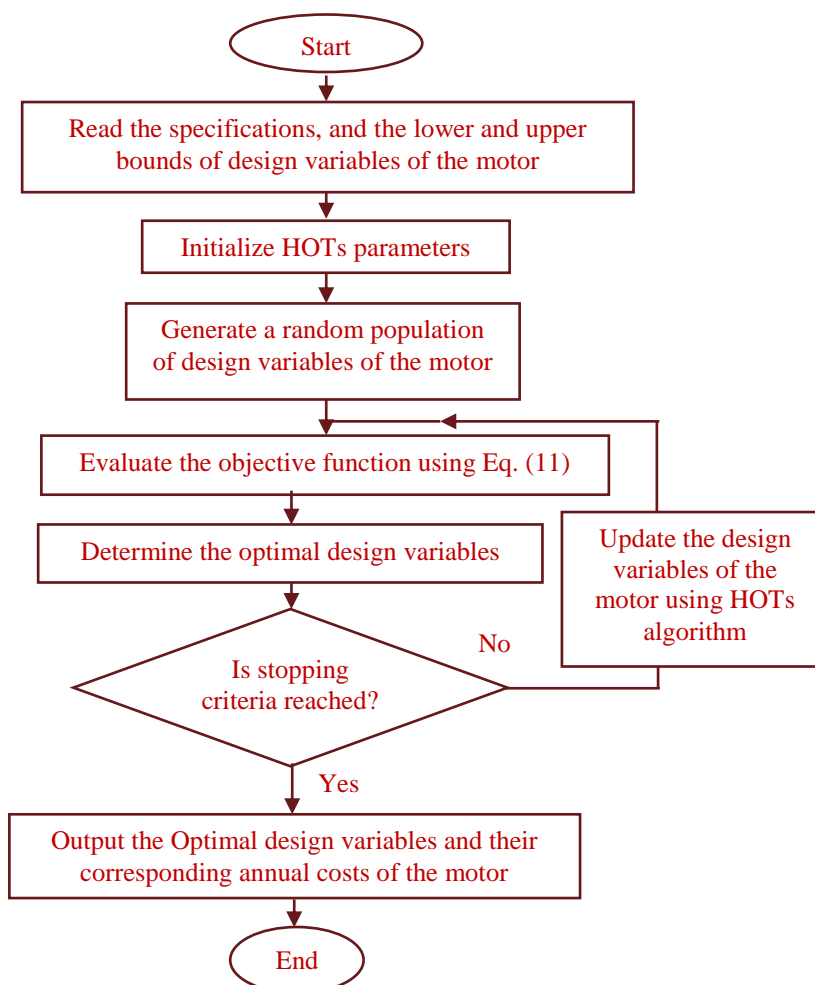 Start
Read the specifications, and the lower and upper
bounds of design variables of the motor
Initialize HOTs parameters
Generate a random population
of design variables of the motor
Evaluate the objective function using Eq. (11)
Determine the optimal design variables
Update the design
variables of the
motor using HOTs
algorithm
No
Is stopping
criteria reached?
Yes
Output the Optimal design variables and their
corresponding annual costs of the motor
End